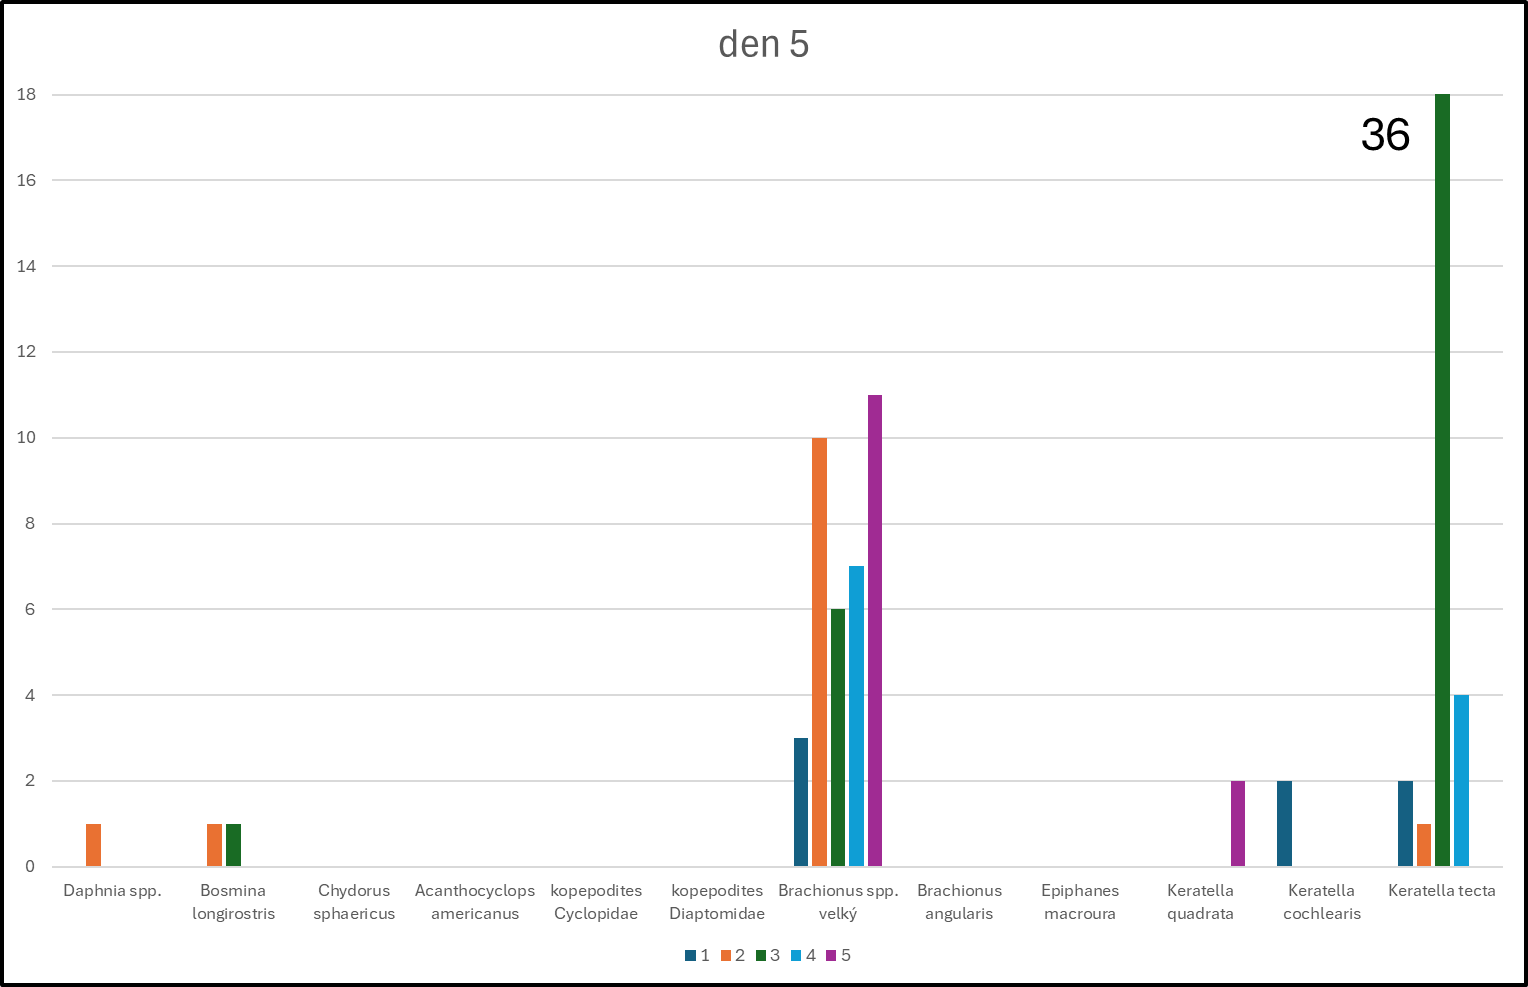 den 5
18
36
16
14
12
10
8
6
4
2
0
Daphnia spp.
Bosmina
longirostris
Chydorus
sphaericus
Acanthocyclops
americanus
kopepodites
Cyclopidae
kopepodites
Diaptomidae
Brachionus spp.
velký
Brachionus
angularis
Epiphanes
macroura
Keratella
quadrata
Keratella
cochlearis
Keratella tecta
1 2 3 4 5